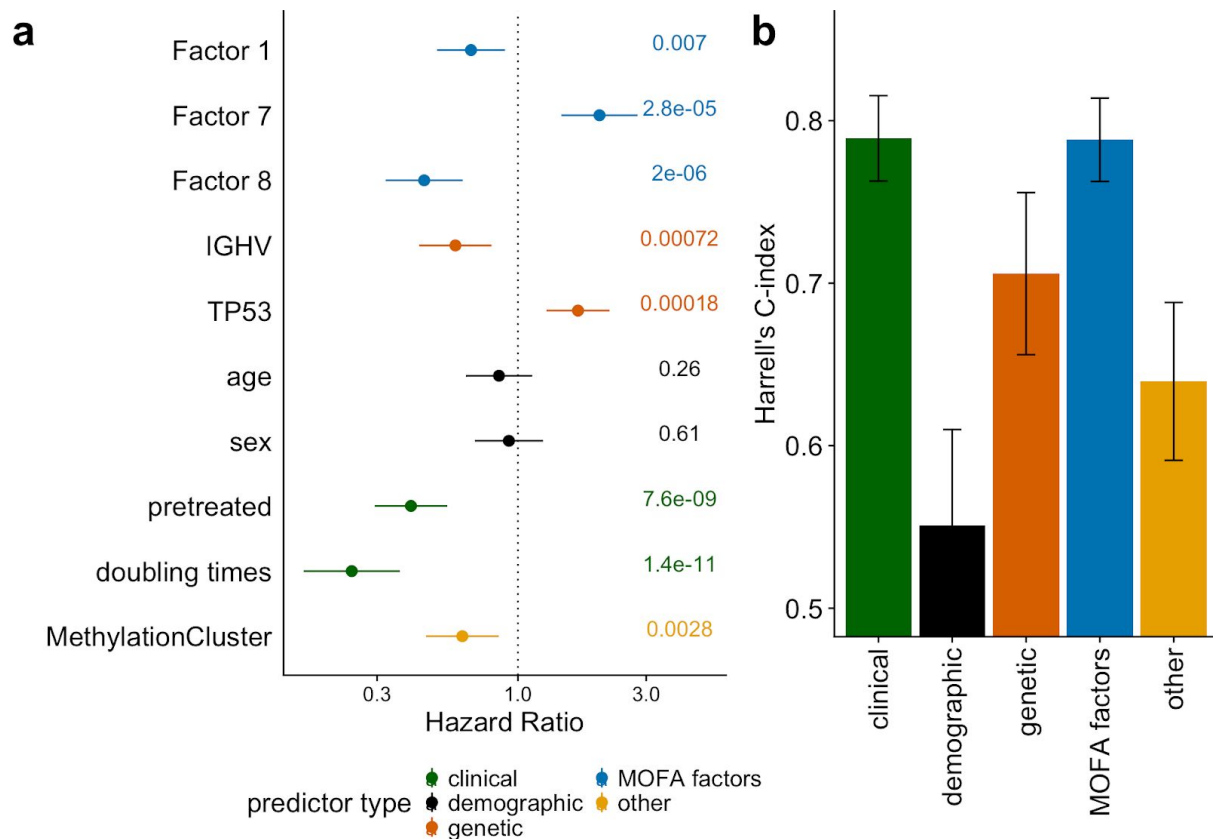 a
Factor 1 0.007
Factor 7 2.8e-05
Factor 8 2e-06
IGHV 0.00072
TP53 0.00018
age 0.26
sex 0.61
pretreated 7.6e-09
doubling times 1.4e-11
MethylationCluster 0.0028
0.3 1.0 3.0
Hazard Ratio
predictor type
clinical
demographic
genetic
MOFA factors
other
b
Harrell's C-index
0.8
0.7
0.6
0.5
clinical
demographic
genetic
MOFA factors
other